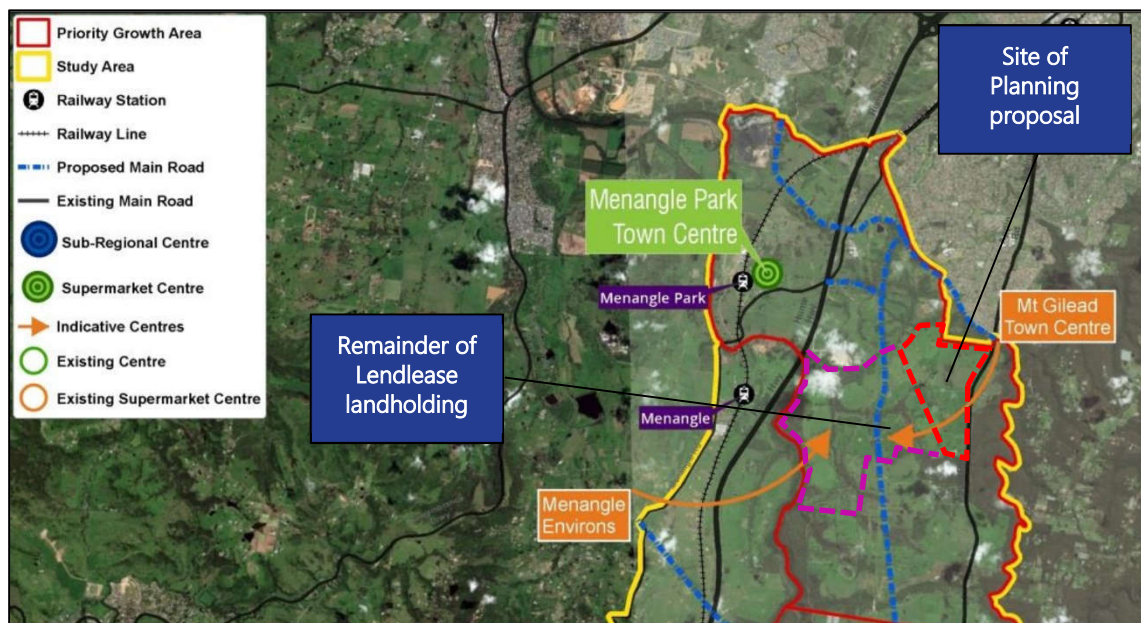 Priority Growth Area
Study Area
Railway Station
Railway Line
Proposed Main Road
Existing Main Road
Sub-Regional Centre
Supermarket Centre
Indicative Centres
Existing Centre
Existing Supermarket Centre
Site of
Planning
proposal
Menangle Park
Town Centre
Menangle Park
Mt Gilead
Town Centre
Remainder of
Lendlease
landholding
Menangle
Menangle
Environs